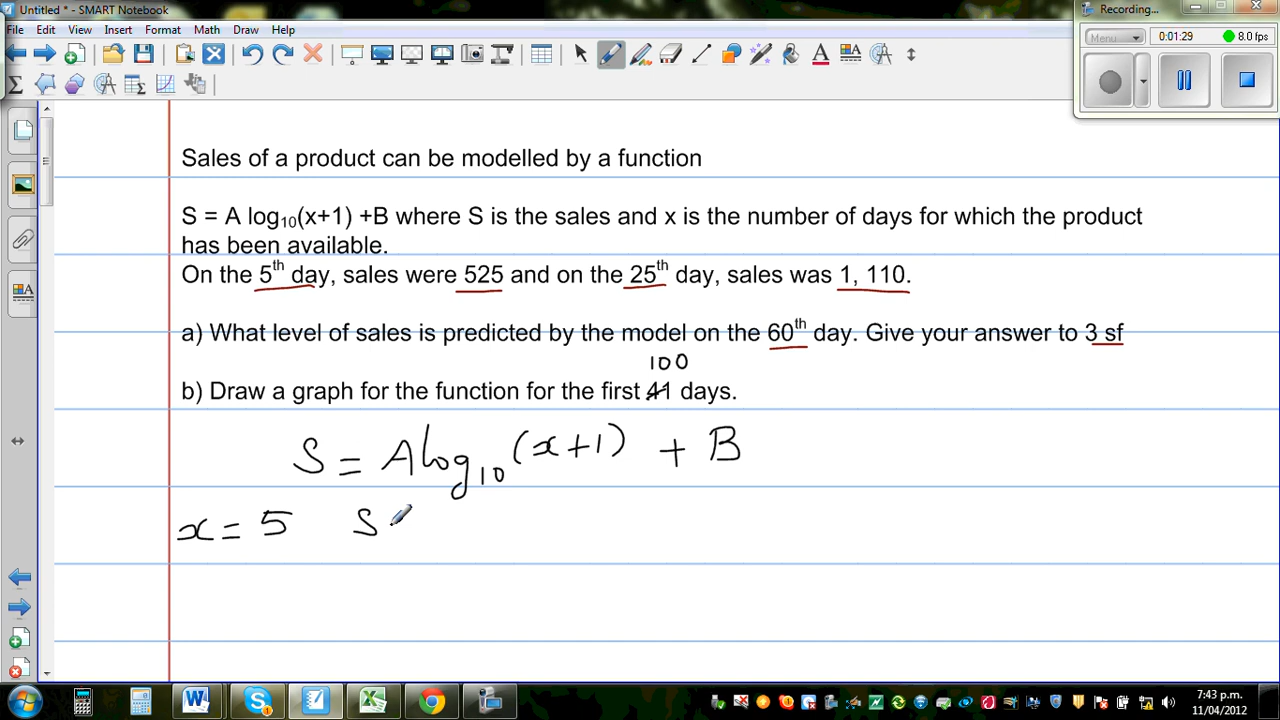 Untitled * - SMART Notebook
File Edit View Insert Format Math Draw Help
Recording...
Menu 0:01:29 8.0 fps
Sales of a product can be modelled by a function
S = A log₁₀(x+1) +B where S is the sales and x is the number of days for which the product
has been available.
On the 5th day, sales were 525 and on the 25th day, sales was 1, 110.
a) What level of sales is predicted by the model on the 60th day. Give your answer to 3 sf
100
b) Draw a graph for the function for the first 41 days.
S = A log₁₀ (x+1) + B
x = 5 S
7:43 p.m.
11/04/2012